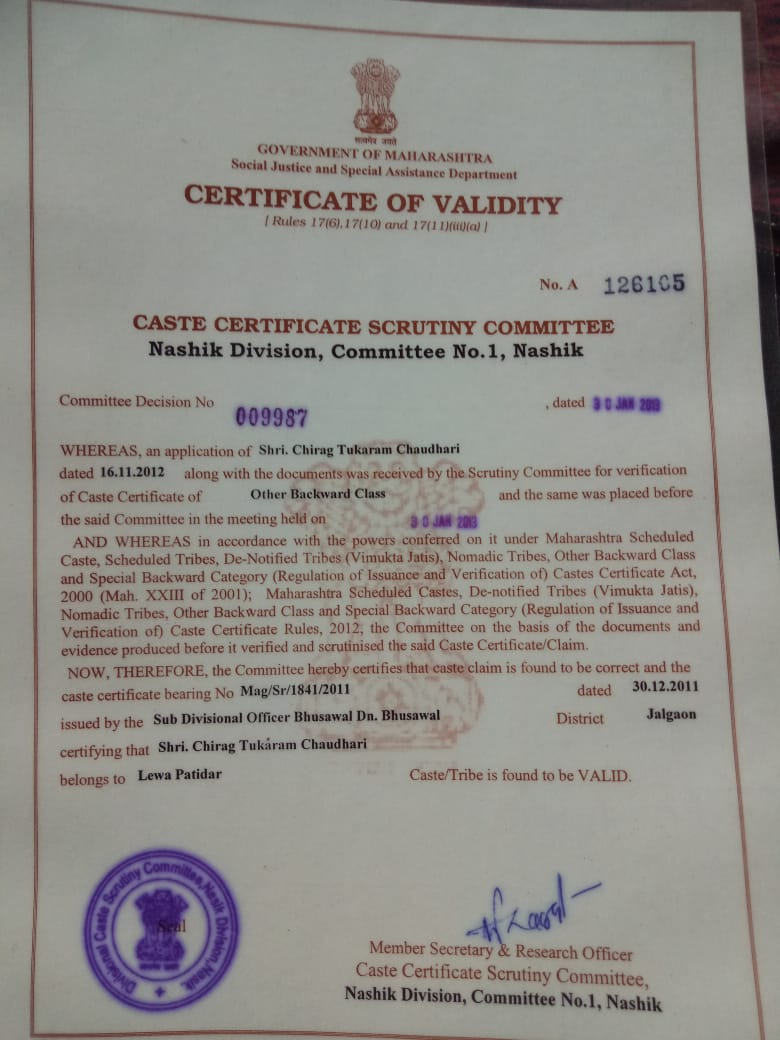 सत्यमेव जयते
GOVERNMENT OF MAHARASHTRA
Social Justice and Special Assistance Department
CERTIFICATE OF VALIDITY
[ Rules 17(6),17(10) and 17(11)(iii)(a) ]
No. A 126105
CASTE CERTIFICATE SCRUTINY COMMITTEE
Nashik Division, Committee No.1, Nashik
Committee Decision No 009987 , dated 30 JAN 2013
WHEREAS, an application of Shri. Chirag Tukaram Chaudhari
dated 16.11.2012 along with the documents was received by the Scrutiny Committee for verification
of Caste Certificate of Other Backward Class and the same was placed before
the said Committee in the meeting held on 30 JAN 2013
AND WHEREAS in accordance with the powers conferred on it under Maharashtra Scheduled
Caste, Scheduled Tribes, De-Notified Tribes (Vimukta Jatis), Nomadic Tribes, Other Backward Class
and Special Backward Category (Regulation of Issuance and Verification of) Castes Certificate Act,
2000 (Mah. XXIII of 2001); Maharashtra Scheduled Castes, De-notified Tribes (Vimukta Jatis),
Nomadic Tribes, Other Backward Class and Special Backward Category (Regulation of Issuance and
Verification of) Caste Certificate Rules, 2012, the Committee on the basis of the documents and
evidence produced before it verified and scrutinised the said Caste Certificate/Claim.
NOW, THEREFORE, the Committee hereby certifies that caste claim is found to be correct and the
caste certificate bearing No Mag/Sr/1841/2011 dated 30.12.2011
issued by the Sub Divisional Officer Bhusawal Dn. Bhusawal District Jalgaon
certifying that Shri. Chirag Tukaram Chaudhari
belongs to Lewa Patidar Caste/Tribe is found to be VALID.
Divisional Caste Scrutiny Committee, Nasik Division, Nasik.
Seal
Member Secretary & Research Officer
Caste Certificate Scrutiny Committee,
Nashik Division, Committee No.1, Nashik